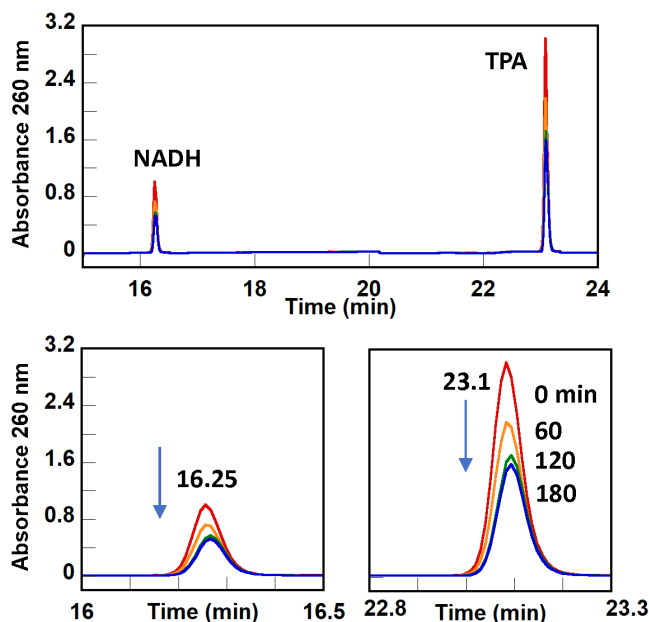 3.2
TPA
2.4
1.6
NADH
0.8
0
Absorbance 260 nm
16 18 20 22 24
Time (min)
3.2
2.4
1.6
0.8
0
Absorbance 260 nm
16.25
16 Time (min) 16.5
23.1
0 min
60
120
180
22.8 Time (min) 23.3